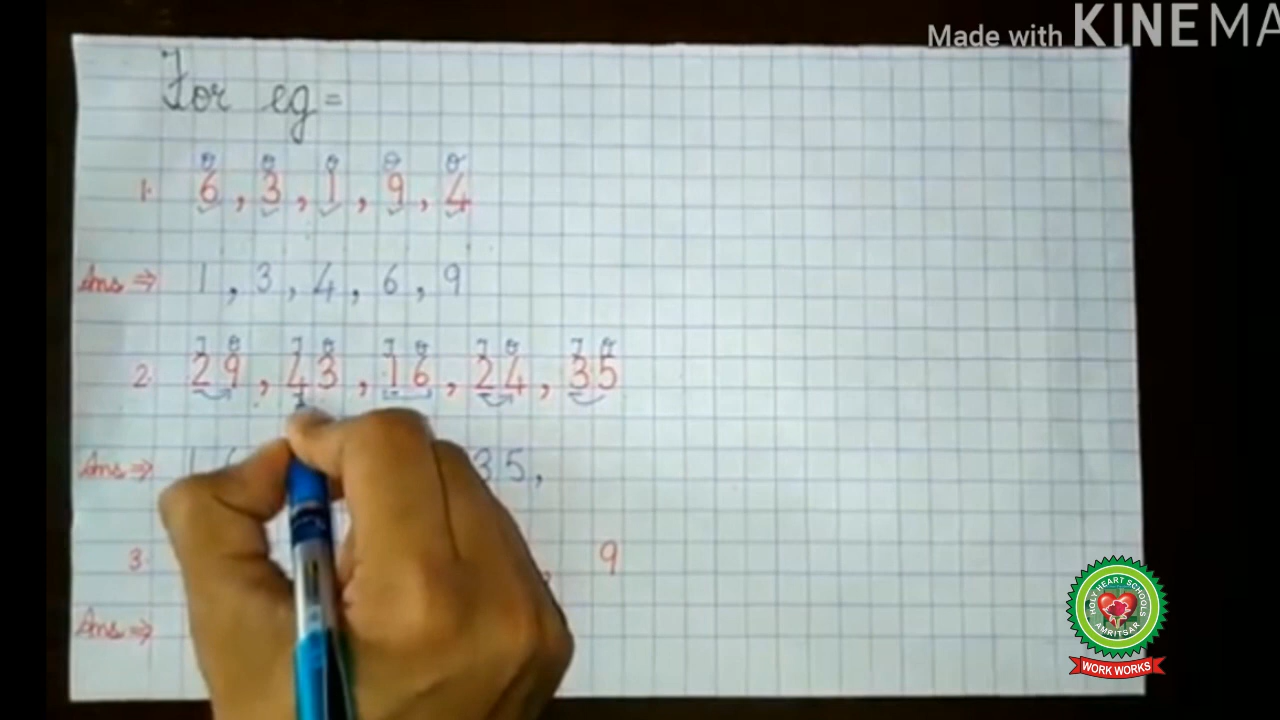 Made with KINEMA
For eg =
O O O O O
1. 6, 3, 1, 9, 4
Ans ⇒ 1, 3, 4, 6, 9
T O T O T O T O T O
2. 29, 43, 16, 24, 35
Ans ⇒ 16 35,
3. 9
Ans ⇒
HOLY HEART SCHOOLS
AMRITSAR
WORK WORKS